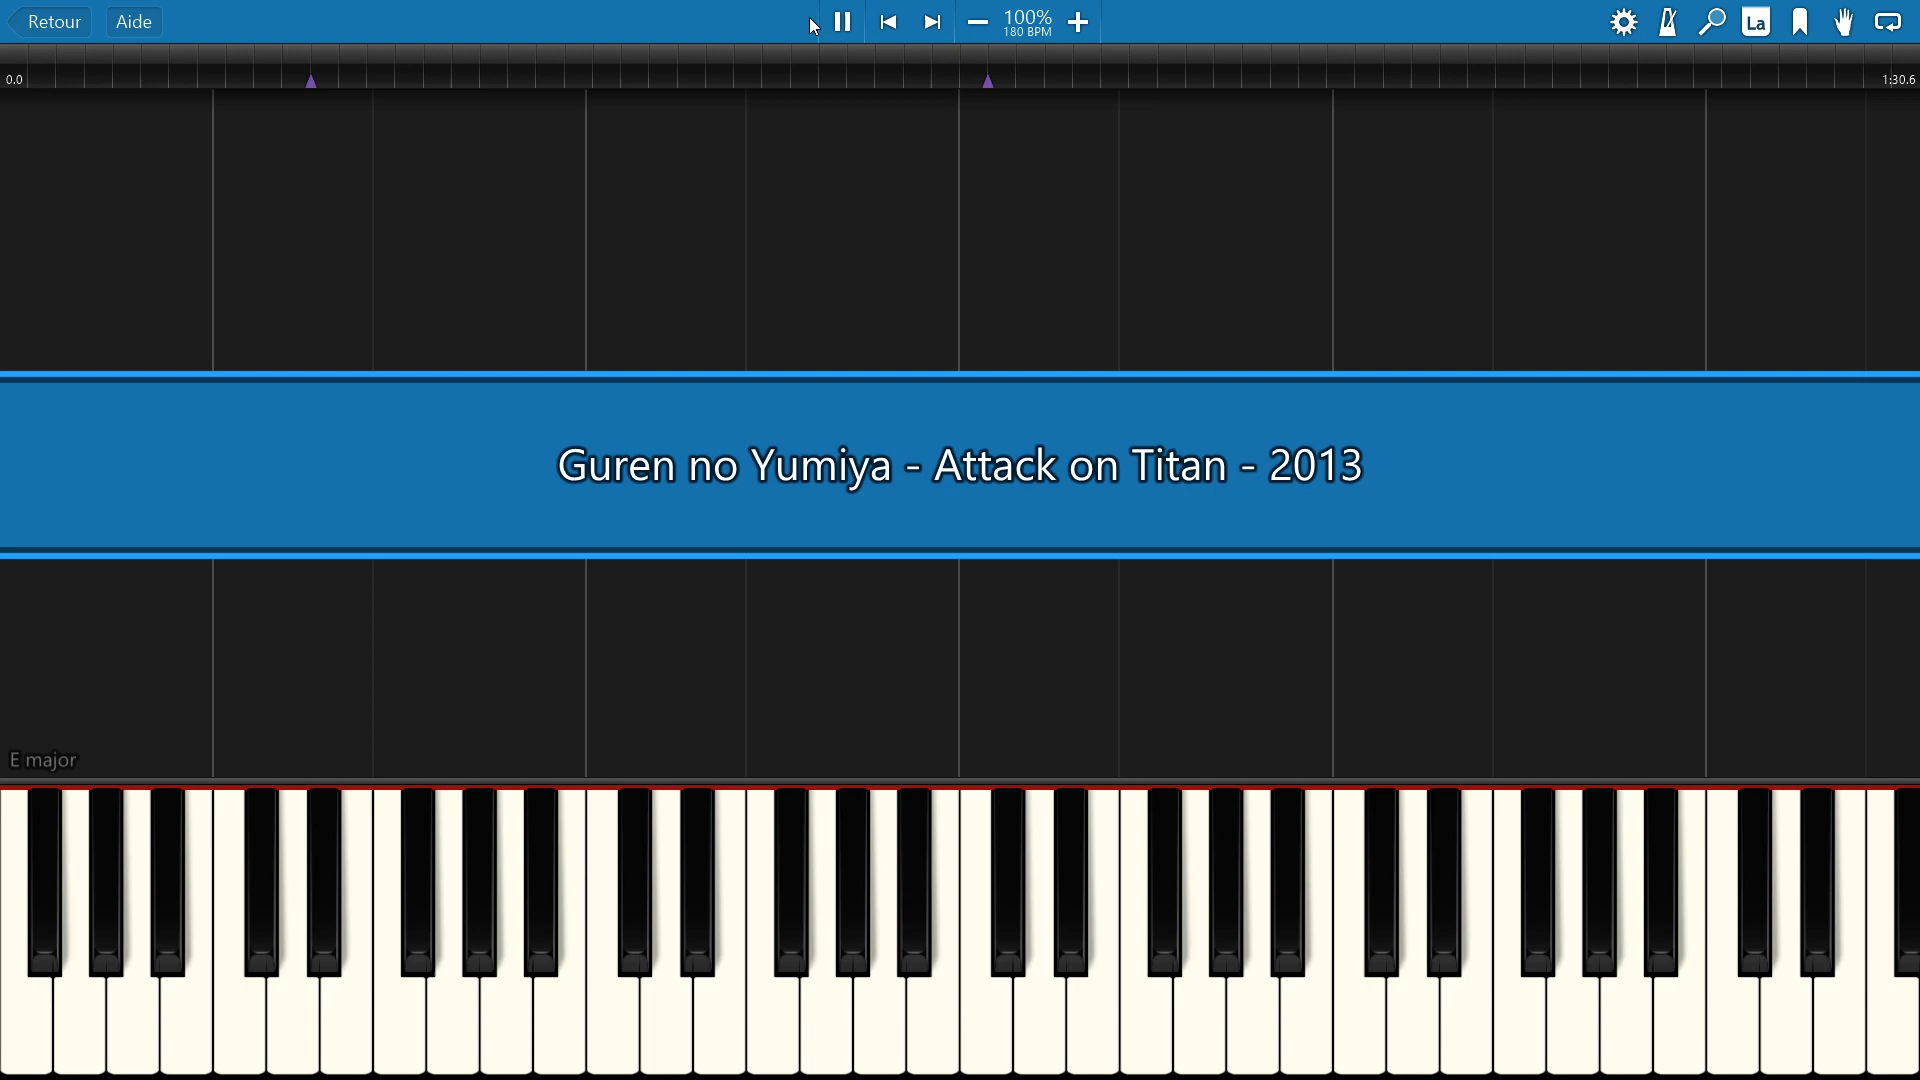 Retour Aide 100% La
180 BPM
0.0 1:30.6
Guren no Yumiya - Attack on Titan - 2013
E major